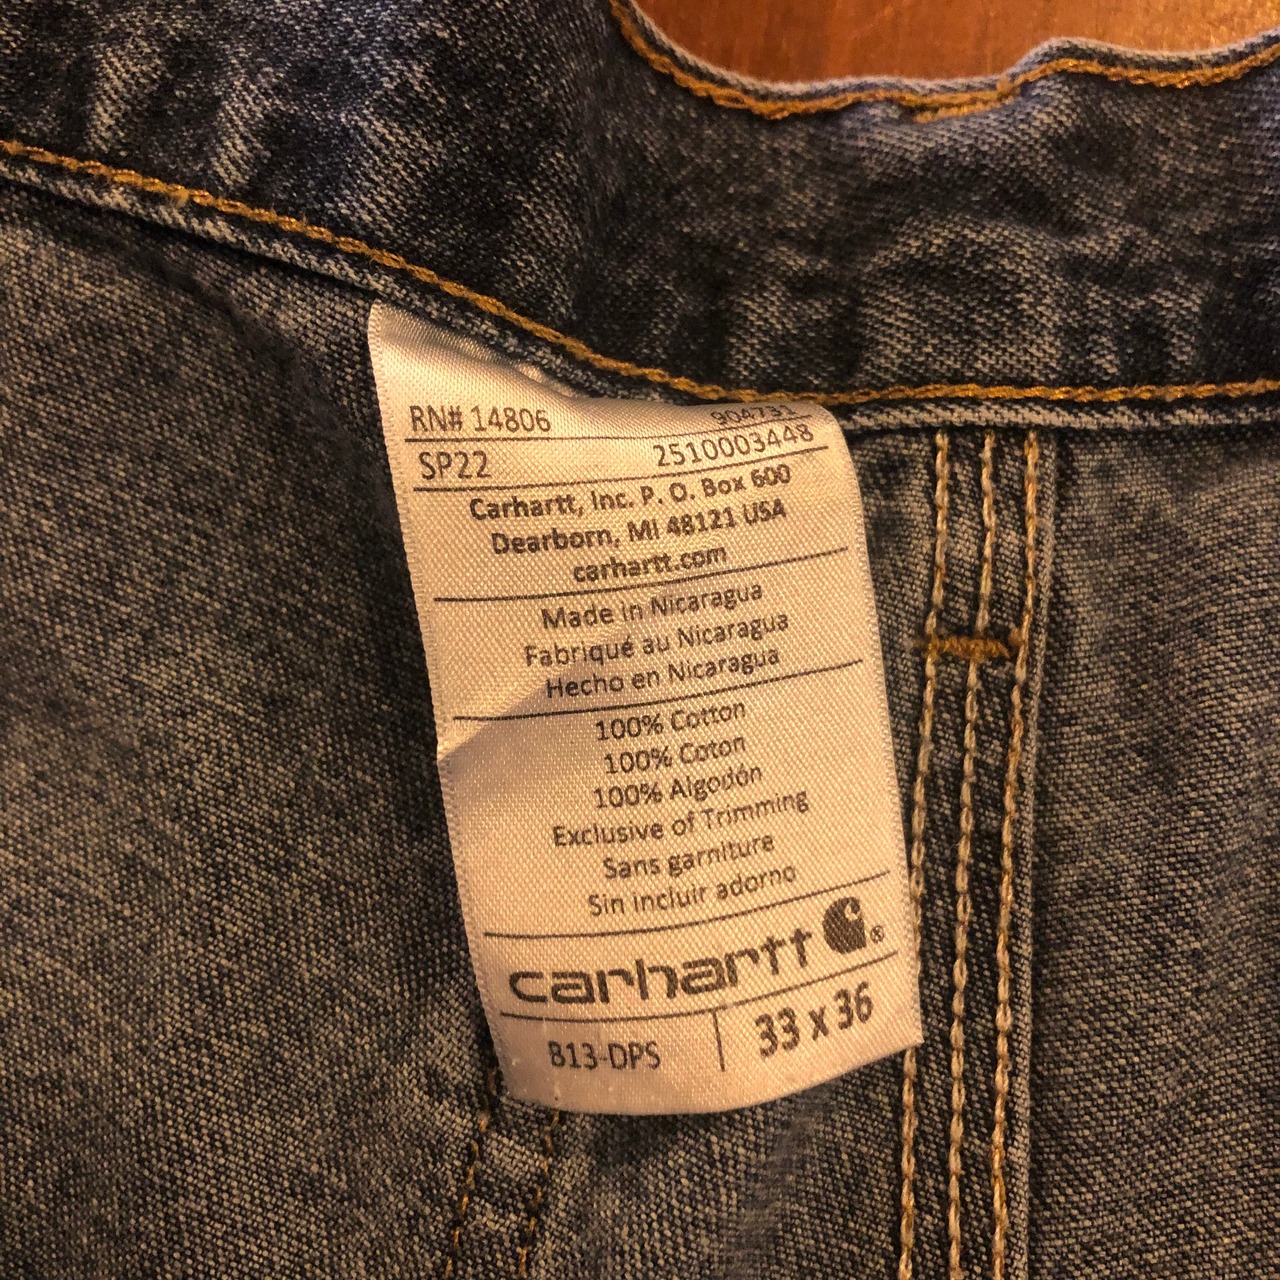 RN# 14806 904731
SP22 2510003448
Carhartt, Inc. P. O. Box 600
Dearborn, MI 48121 USA
carhartt.com
Made in Nicaragua
Fabriqué au Nicaragua
Hecho en Nicaragua
100% Cotton
100% Coton
100% Algodón
Exclusive of Trimming
Sans garniture
Sin incluir adorno
carhartt ®
B13-DPS 33 x 36